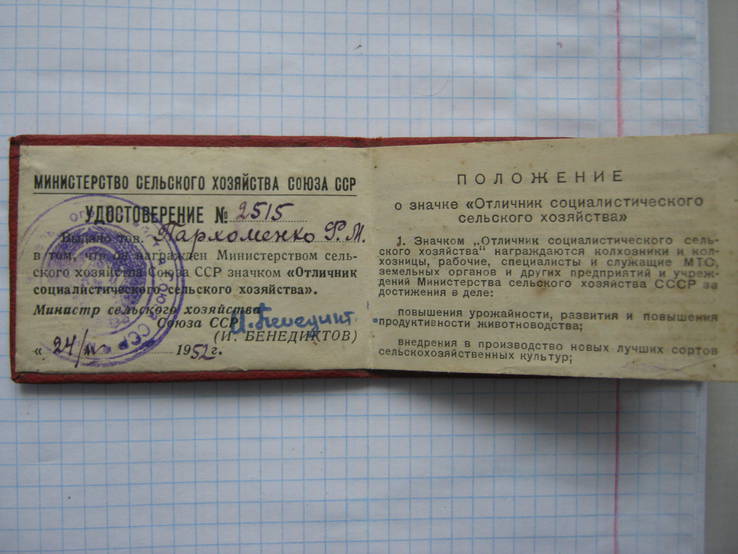 МИНИСТЕРСТВО СЕЛЬСКОГО ХОЗЯЙСТВА СОЮЗА ССР
УДОСТОВЕРЕНИЕ № 2515
Выдано тов. Пархоменко Ф. М.
в том, что он награжден Министерством сель-
ского хозяйства Союза ССР значком «Отличник
социалистического сельского хозяйства».
Министр сельского хозяйства
Союза ССР
(И. БЕНЕДИКТОВ)
« 24/ 1952 г.
ПОЛОЖЕНИЕ
о значке «Отличник социалистического
сельского хозяйства»
1. Значком „Отличник социалистического сель-
ского хозяйства" награждаются колхозники и кол-
хозницы, рабочие, специалисты и служащие МТС,
земельных органов и других предприятий и учреж-
дений Министерства сельского хозяйства СССР за
достижения в деле:
повышения урожайности, развития и повышения
продуктивности животноводства;
внедрения в производство новых лучших сортов
сельскохозяйственных культур;